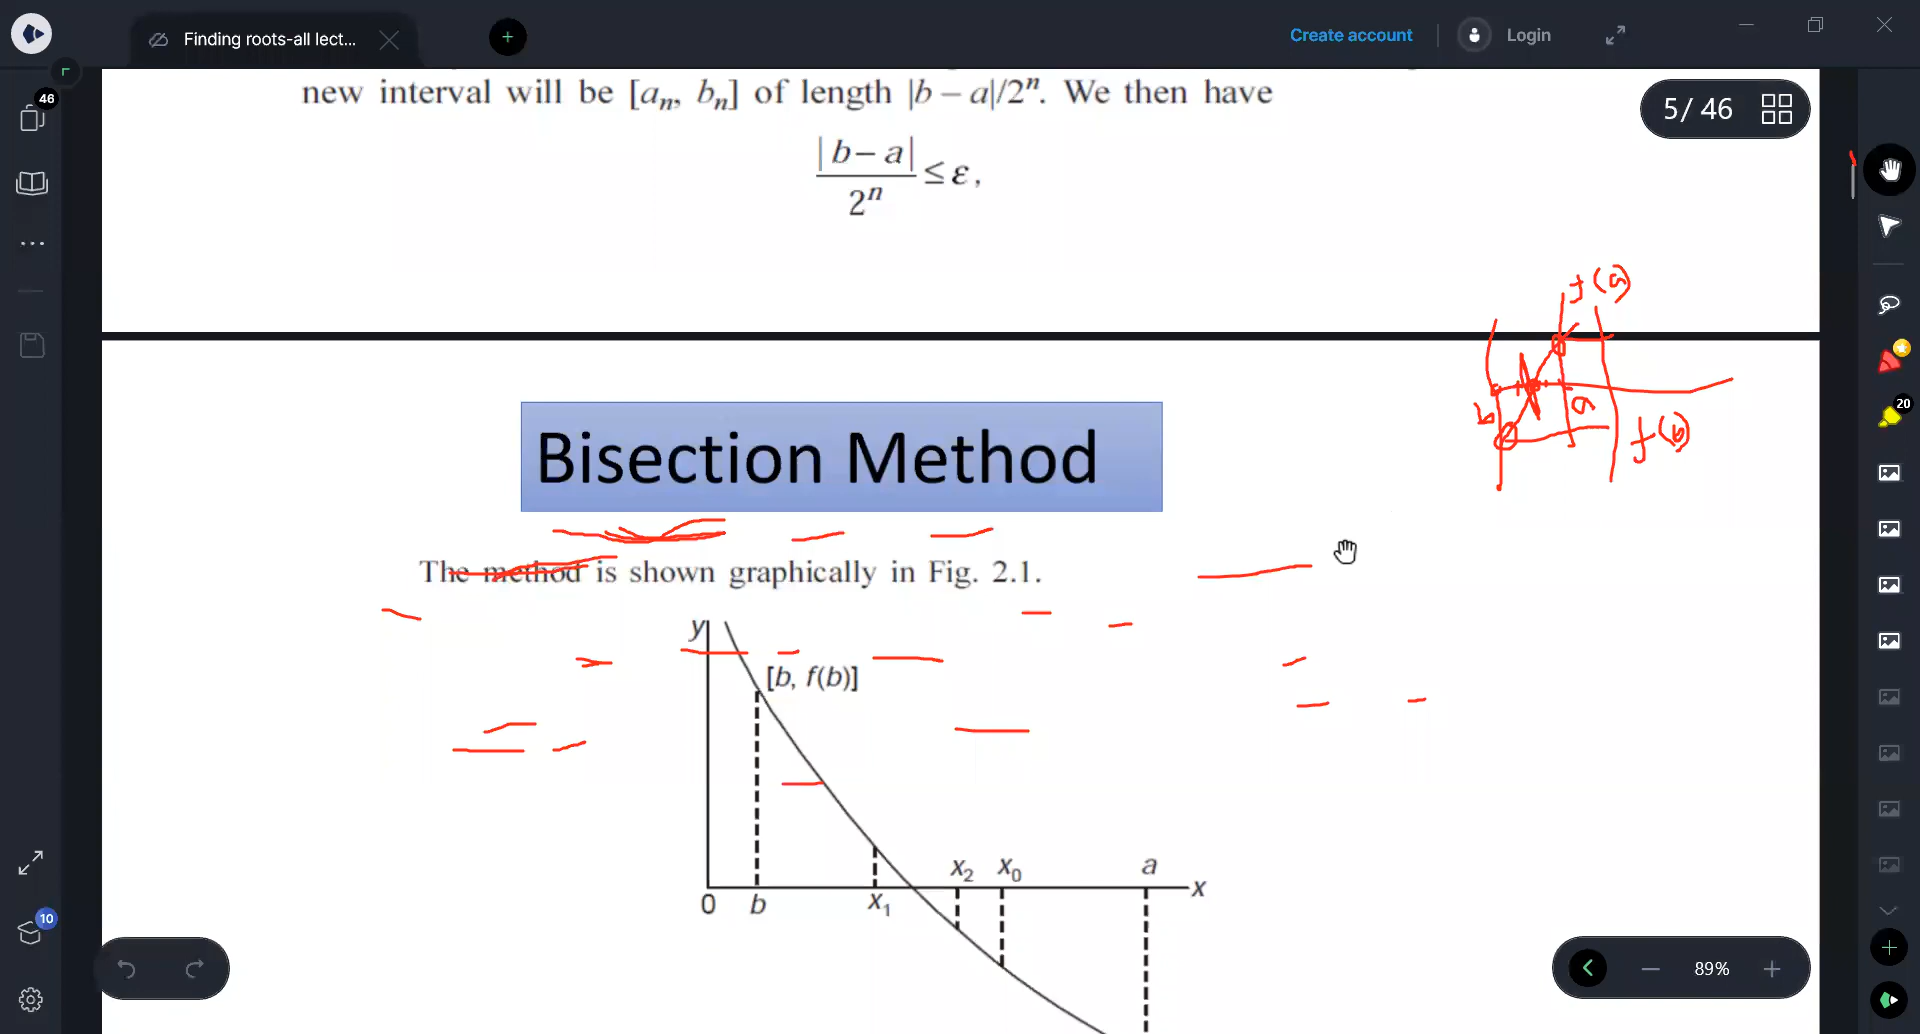 Finding roots-all lect...
Create account
Login
46
new interval will be [aₙ, bₙ] of length |b − a|/2ⁿ. We then have
5/ 46
|b − a|
2ⁿ
≤ ε,
f(a)
20
b
a
f(b)
Bisection Method
The method is shown graphically in Fig. 2.1.
y
[b, f(b)]
x₂ x₀ a
x
0 b x₁
10
89%